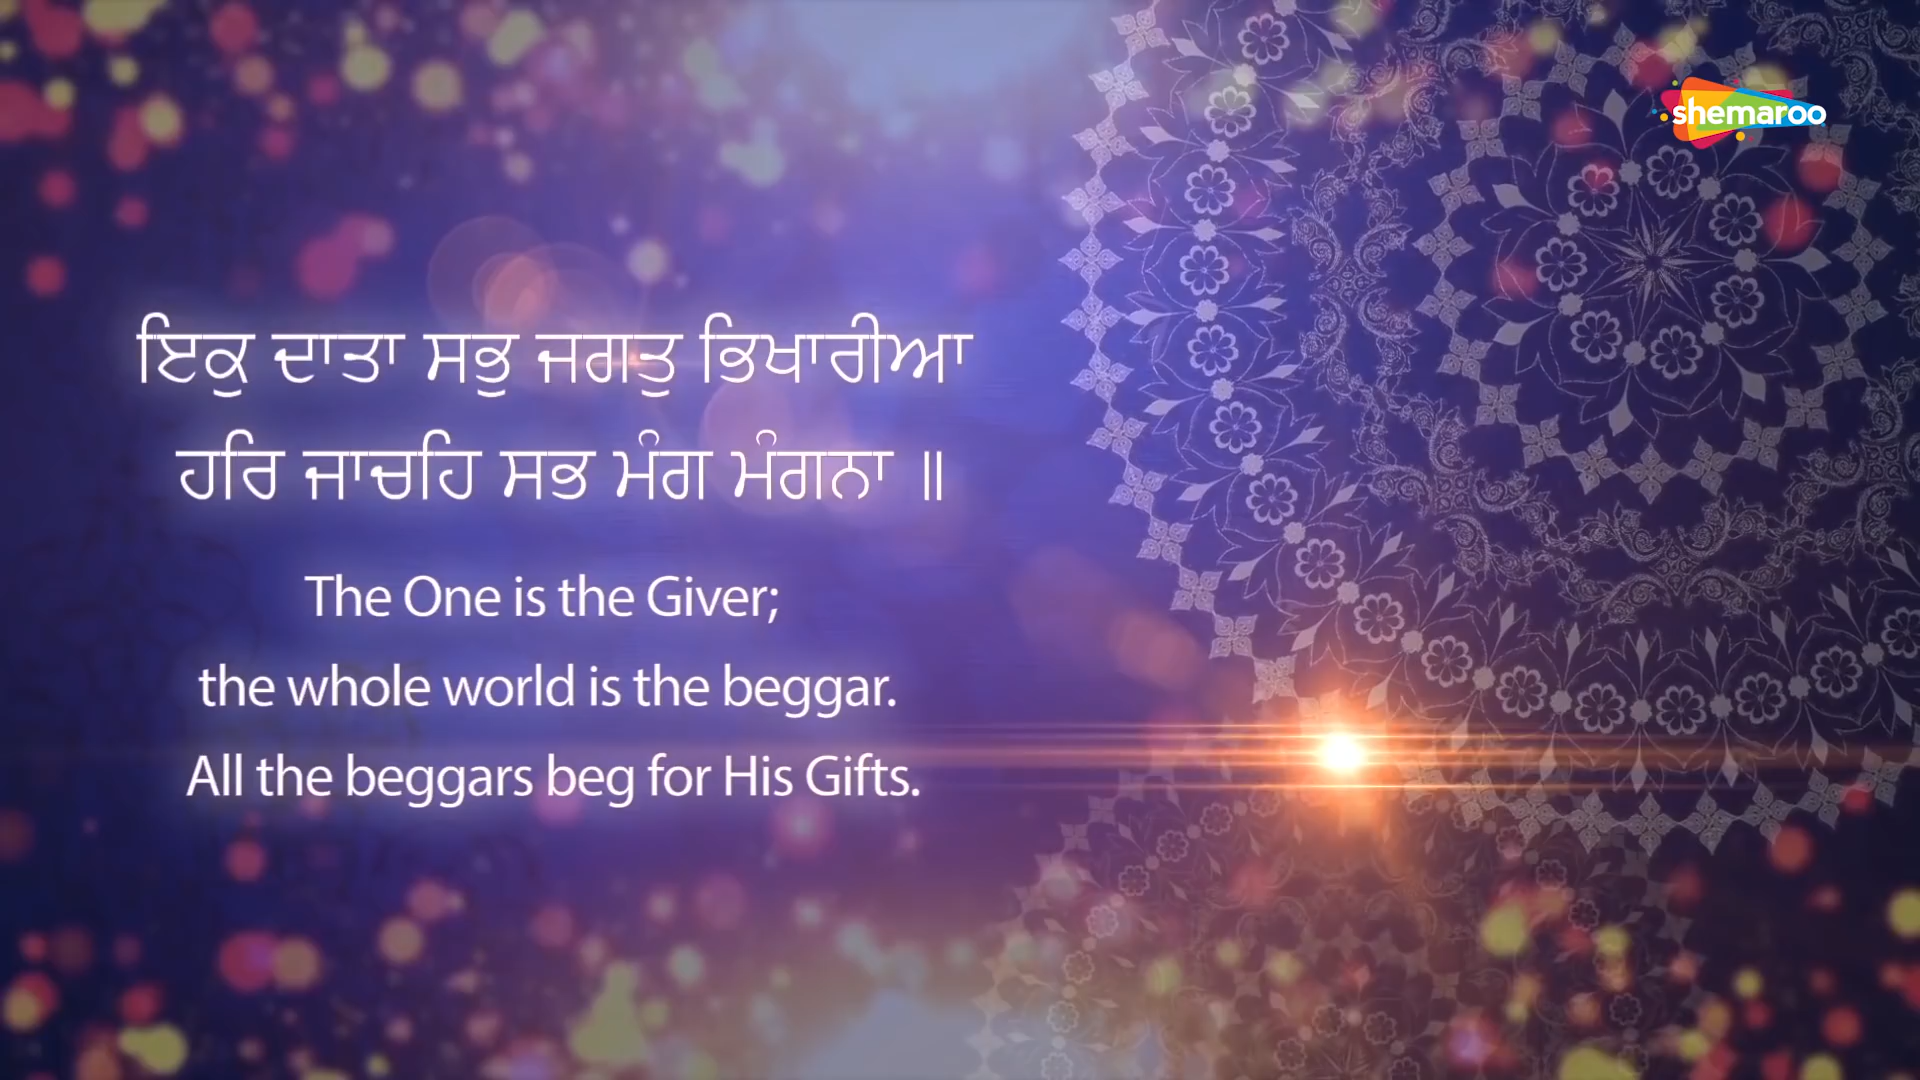 shemaroo
ਇਕੁ ਦਾਤਾ ਸਭੁ ਜਗਤੁ ਭਿਖਾਰੀਆ
ਹਰਿ ਜਾਚਹਿ ਸਭ ਮੰਗ ਮੰਗਨਾ ॥
The One is the Giver;
the whole world is the beggar.
All the beggars beg for His Gifts.